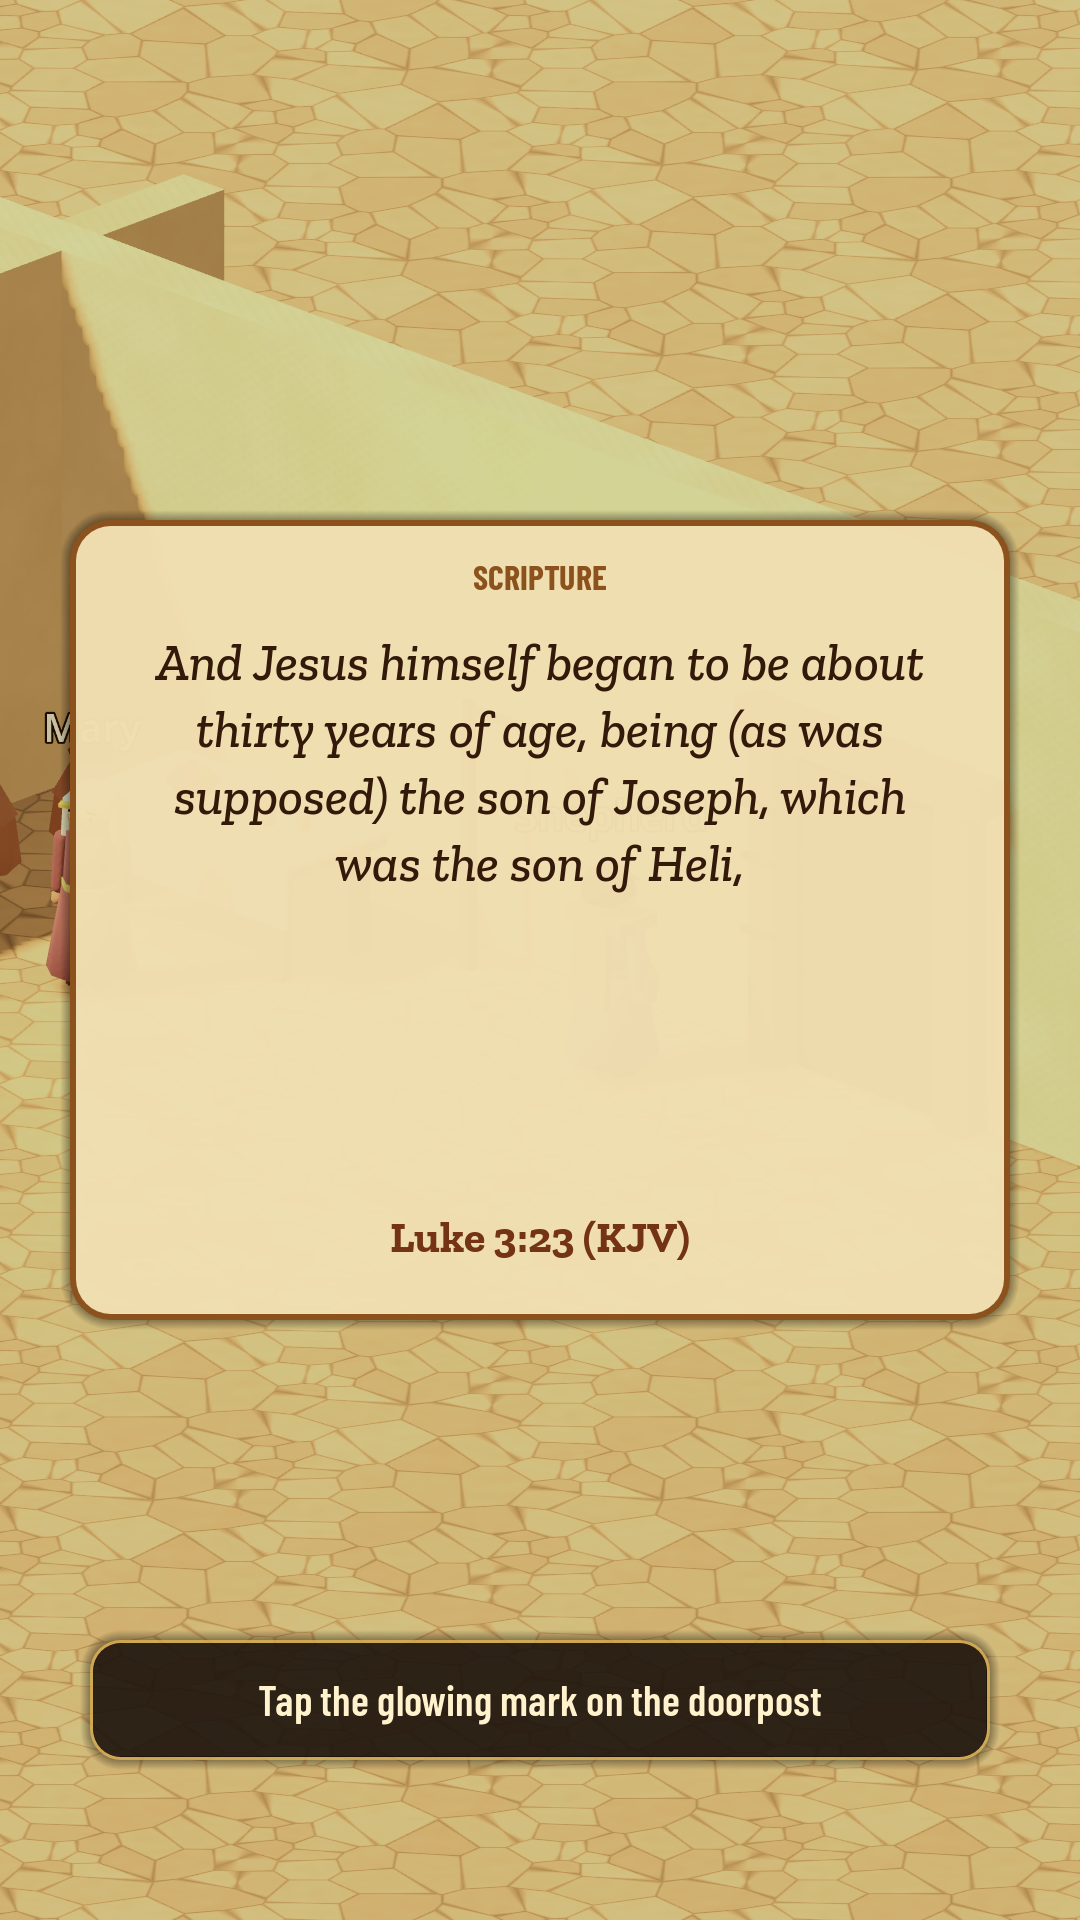 SCRIPTURE
And Jesus himself began to be about
thirty years of age, being (as was
supposed) the son of Joseph, which
was the son of Heli,
Mary
Luke 3:23 (KJV)
Tap the glowing mark on the doorpost